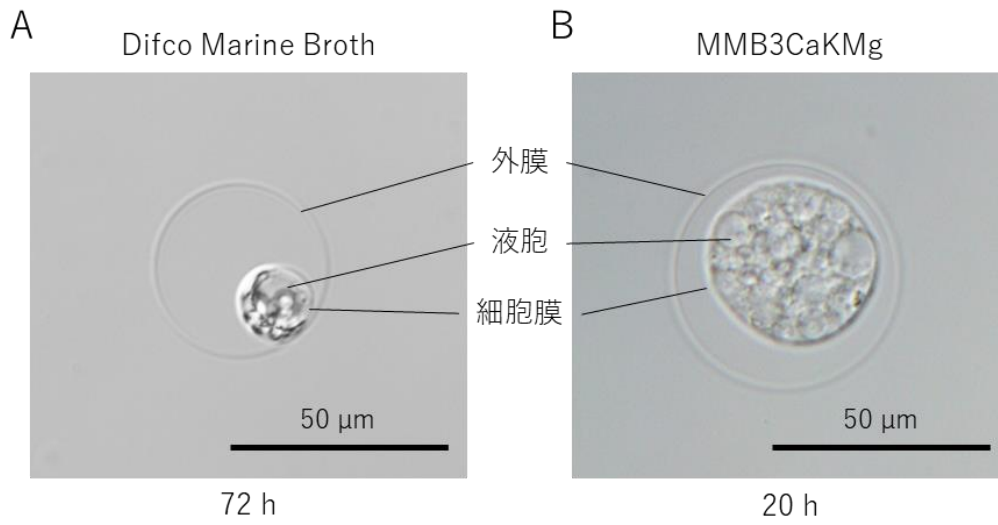 A
Difco Marine Broth
B
MMB3CaKMg
外膜
液胞
細胞膜
50 µm
50 µm
72 h
20 h